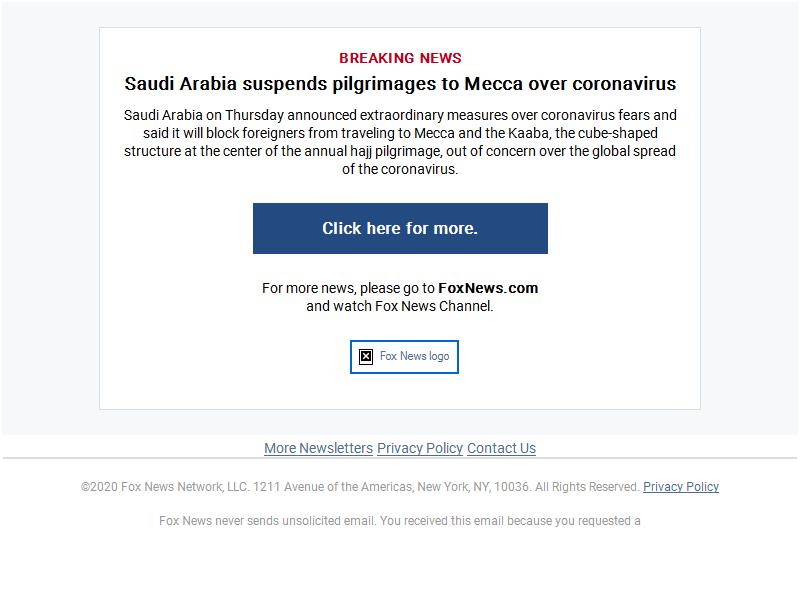 BREAKING NEWS
Saudi Arabia suspends pilgrimages to Mecca over coronavirus
Saudi Arabia on Thursday announced extraordinary measures over coronavirus fears and
said it will block foreigners from traveling to Mecca and the Kaaba, the cube-shaped
structure at the center of the annual hajj pilgrimage, out of concern over the global spread
of the coronavirus.
Click here for more.
For more news, please go to FoxNews.com
and watch Fox News Channel.
Fox News logo
More Newsletters Privacy Policy Contact Us
©2020 Fox News Network, LLC. 1211 Avenue of the Americas, New York, NY, 10036. All Rights Reserved. Privacy Policy
Fox News never sends unsolicited email. You received this email because you requested a